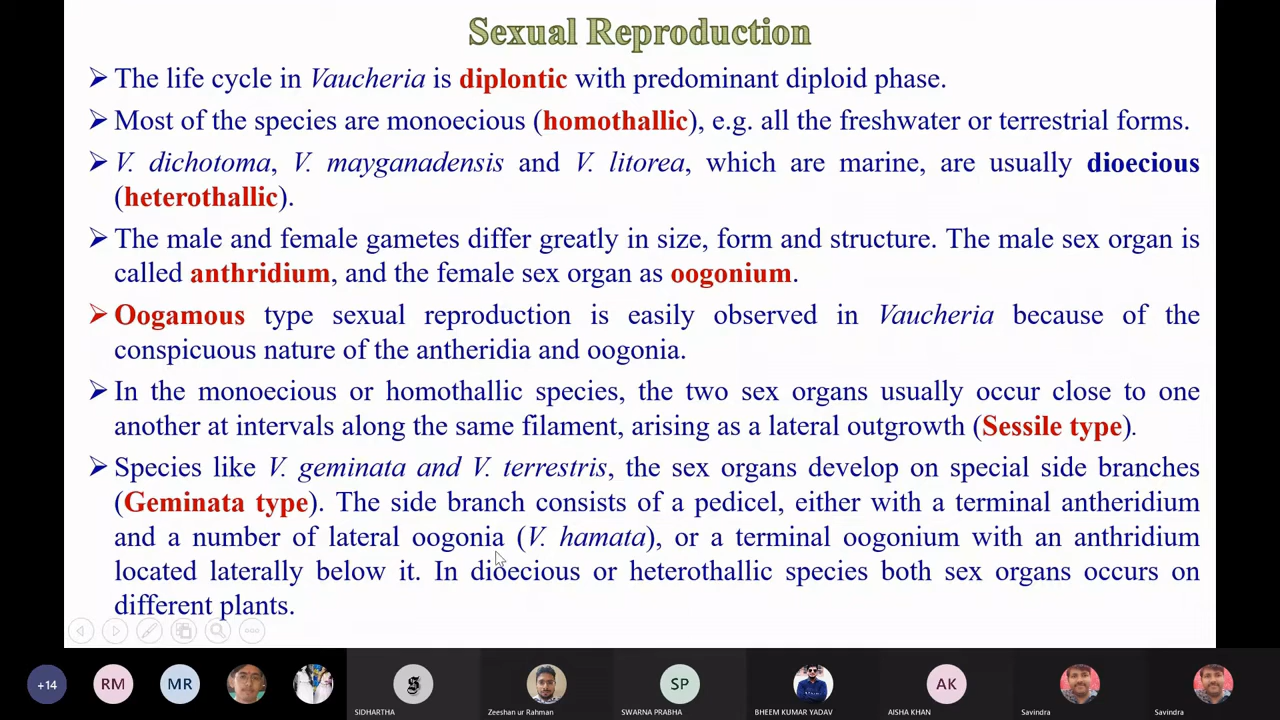 Sexual Reproduction
The life cycle in Vaucheria is diplontic with predominant diploid phase.
Most of the species are monoecious (homothallic), e.g. all the freshwater or terrestrial forms.
V. dichotoma, V. mayganadensis and V. litorea, which are marine, are usually dioecious
(heterothallic).
The male and female gametes differ greatly in size, form and structure. The male sex organ is
called anthridium, and the female sex organ as oogonium.
Oogamous type sexual reproduction is easily observed in Vaucheria because of the
conspicuous nature of the antheridia and oogonia.
In the monoecious or homothallic species, the two sex organs usually occur close to one
another at intervals along the same filament, arising as a lateral outgrowth (Sessile type).
Species like V. geminata and V. terrestris, the sex organs develop on special side branches
(Geminata type). The side branch consists of a pedicel, either with a terminal antheridium
and a number of lateral oogonia (V. hamata), or a terminal oogonium with an anthridium
located laterally below it. In dioecious or heterothallic species both sex organs occurs on
different plants.
+14
RM
MR
S
SP
AK
SIDHARTHA
Zeeshan ur Rahman
SWARNA PRABHA
BHEEM KUMAR YADAV
AISHA KHAN
Savindra
Savindra